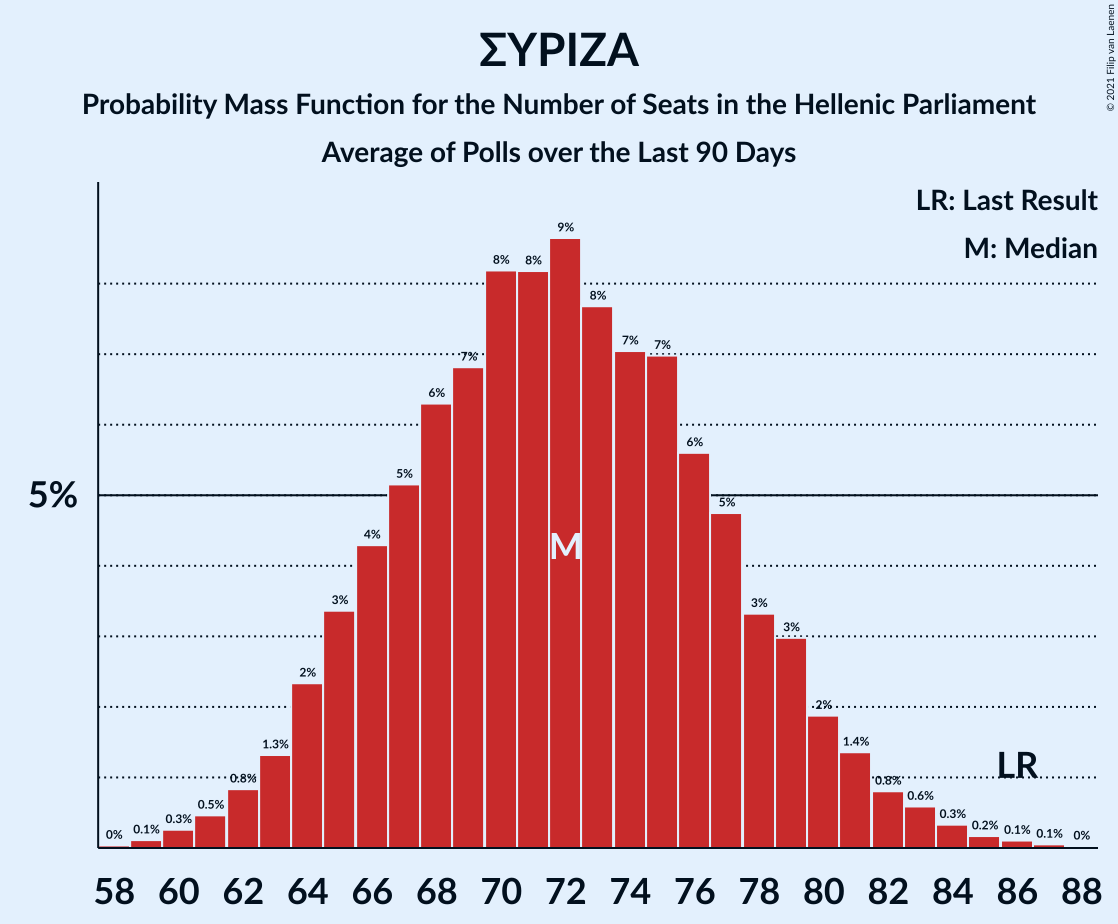 ΣΥΡΙΖΑ
Probability Mass Function for the Number of Seats in the Hellenic Parliament
Average of Polls over the Last 90 Days
© 2021 Filip van Laenen
LR: Last Result
M: Median
5%
0% 0.1% 0.3% 0.5% 0.8% 1.3% 2% 3% 4% 5% 6% 7% 8% 8% 9% 8% 7% 7% 6% 5% 3% 3% 2% 1.4% 0.8% 0.6% 0.3% 0.2% 0.1% 0.1% 0%
M
LR
58 60 62 64 66 68 70 72 74 76 78 80 82 84 86 88